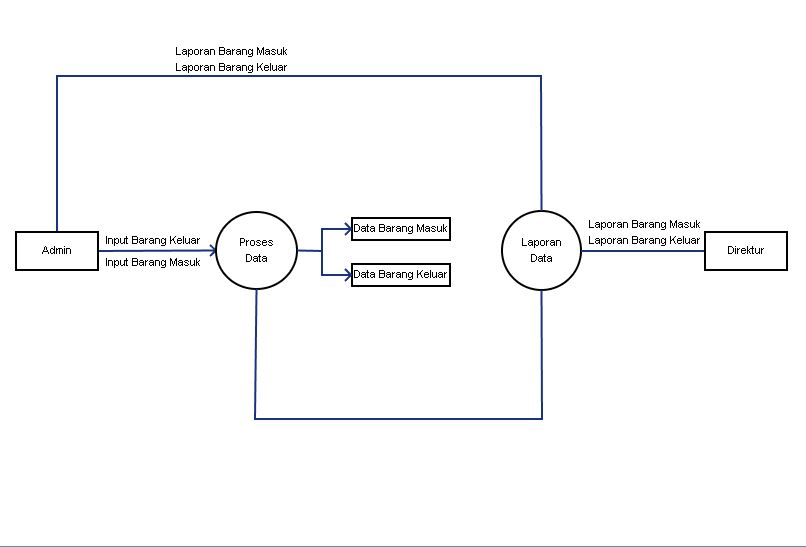 Laporan Barang Masuk
Laporan Barang Keluar
Admin
Input Barang Keluar
Input Barang Masuk
Proses
Data
Data Barang Masuk
Data Barang Keluar
Laporan
Data
Laporan Barang Masuk
Laporan Barang Keluar
Direktur